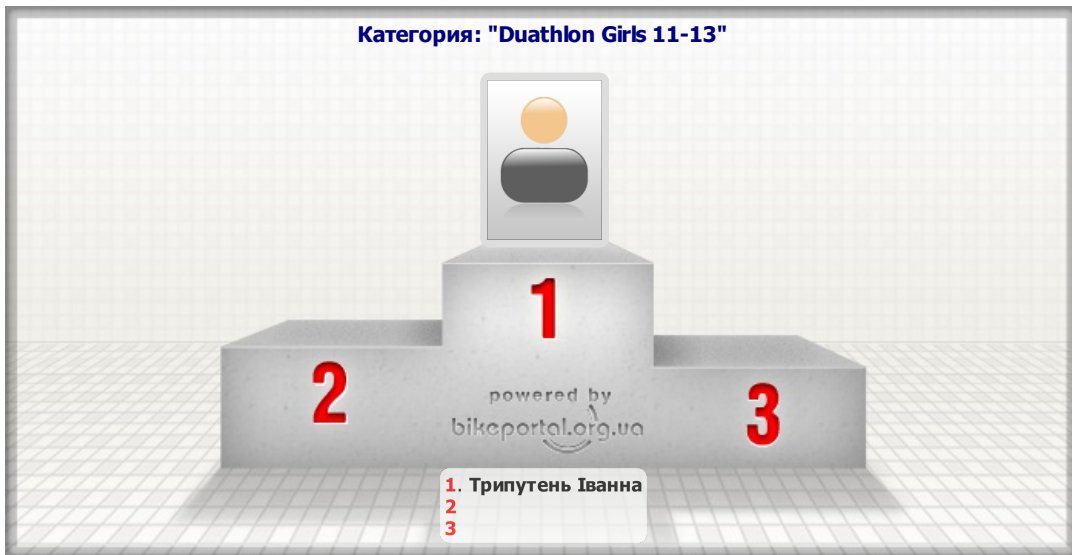 Категория: "Duathlon Girls 11-13"
1
2
3
powered by
bikeportal.org.ua
1. Трипутень Іванна
2
3